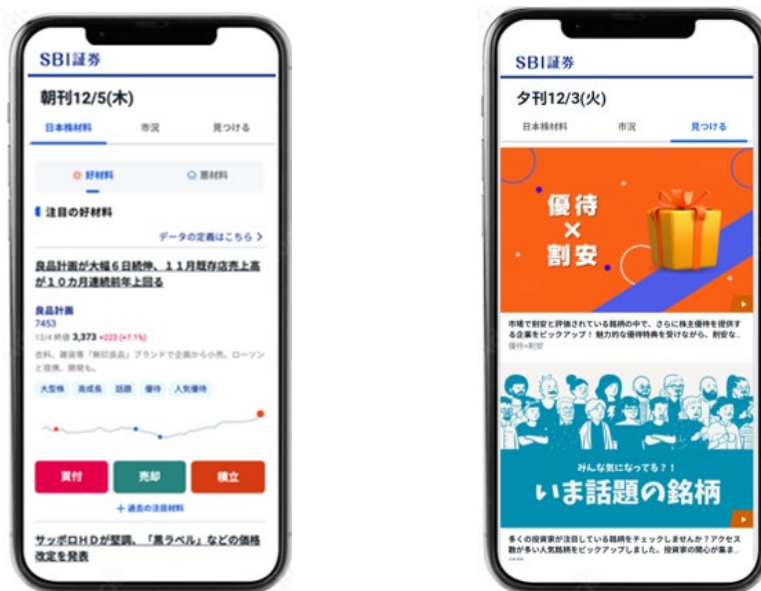 SBI証券
朝刊12/5(木)
日本株材料 市況 見つける
好材料 悪材料
注目の好材料
データの定義はこちら >
良品計画が大幅６日続伸、１１月既存店売上高
が１０カ月連続前年上回る
良品計画
7453
12/4 終値 3,373 +223 (+7.1%)
衣料、雑貨等「無印良品」ブランドで企画から小売。ローソン
と提携。開発も。
大型株 高成長 話題 優待 人気優待
買付 売却 積立
＋ 過去の注目材料
サッポロＨＤが堅調、「黒ラベル」などの価格
改定を発表
SBI証券
夕刊12/3(火)
日本株材料 市況 見つける
優待
×
割安
市場で割安と評価されている銘柄の中で、さらに株主優待を提供す
る企業をピックアップ！ 魅力的な優待特典を受けながら、割安な...
優待×割安
みんな気になってる？！
いま話題の銘柄
多くの投資家が注目している銘柄をチェックしませんか？アクセス
数が多い人気銘柄をピックアップしました。投資家の関心が集ま...